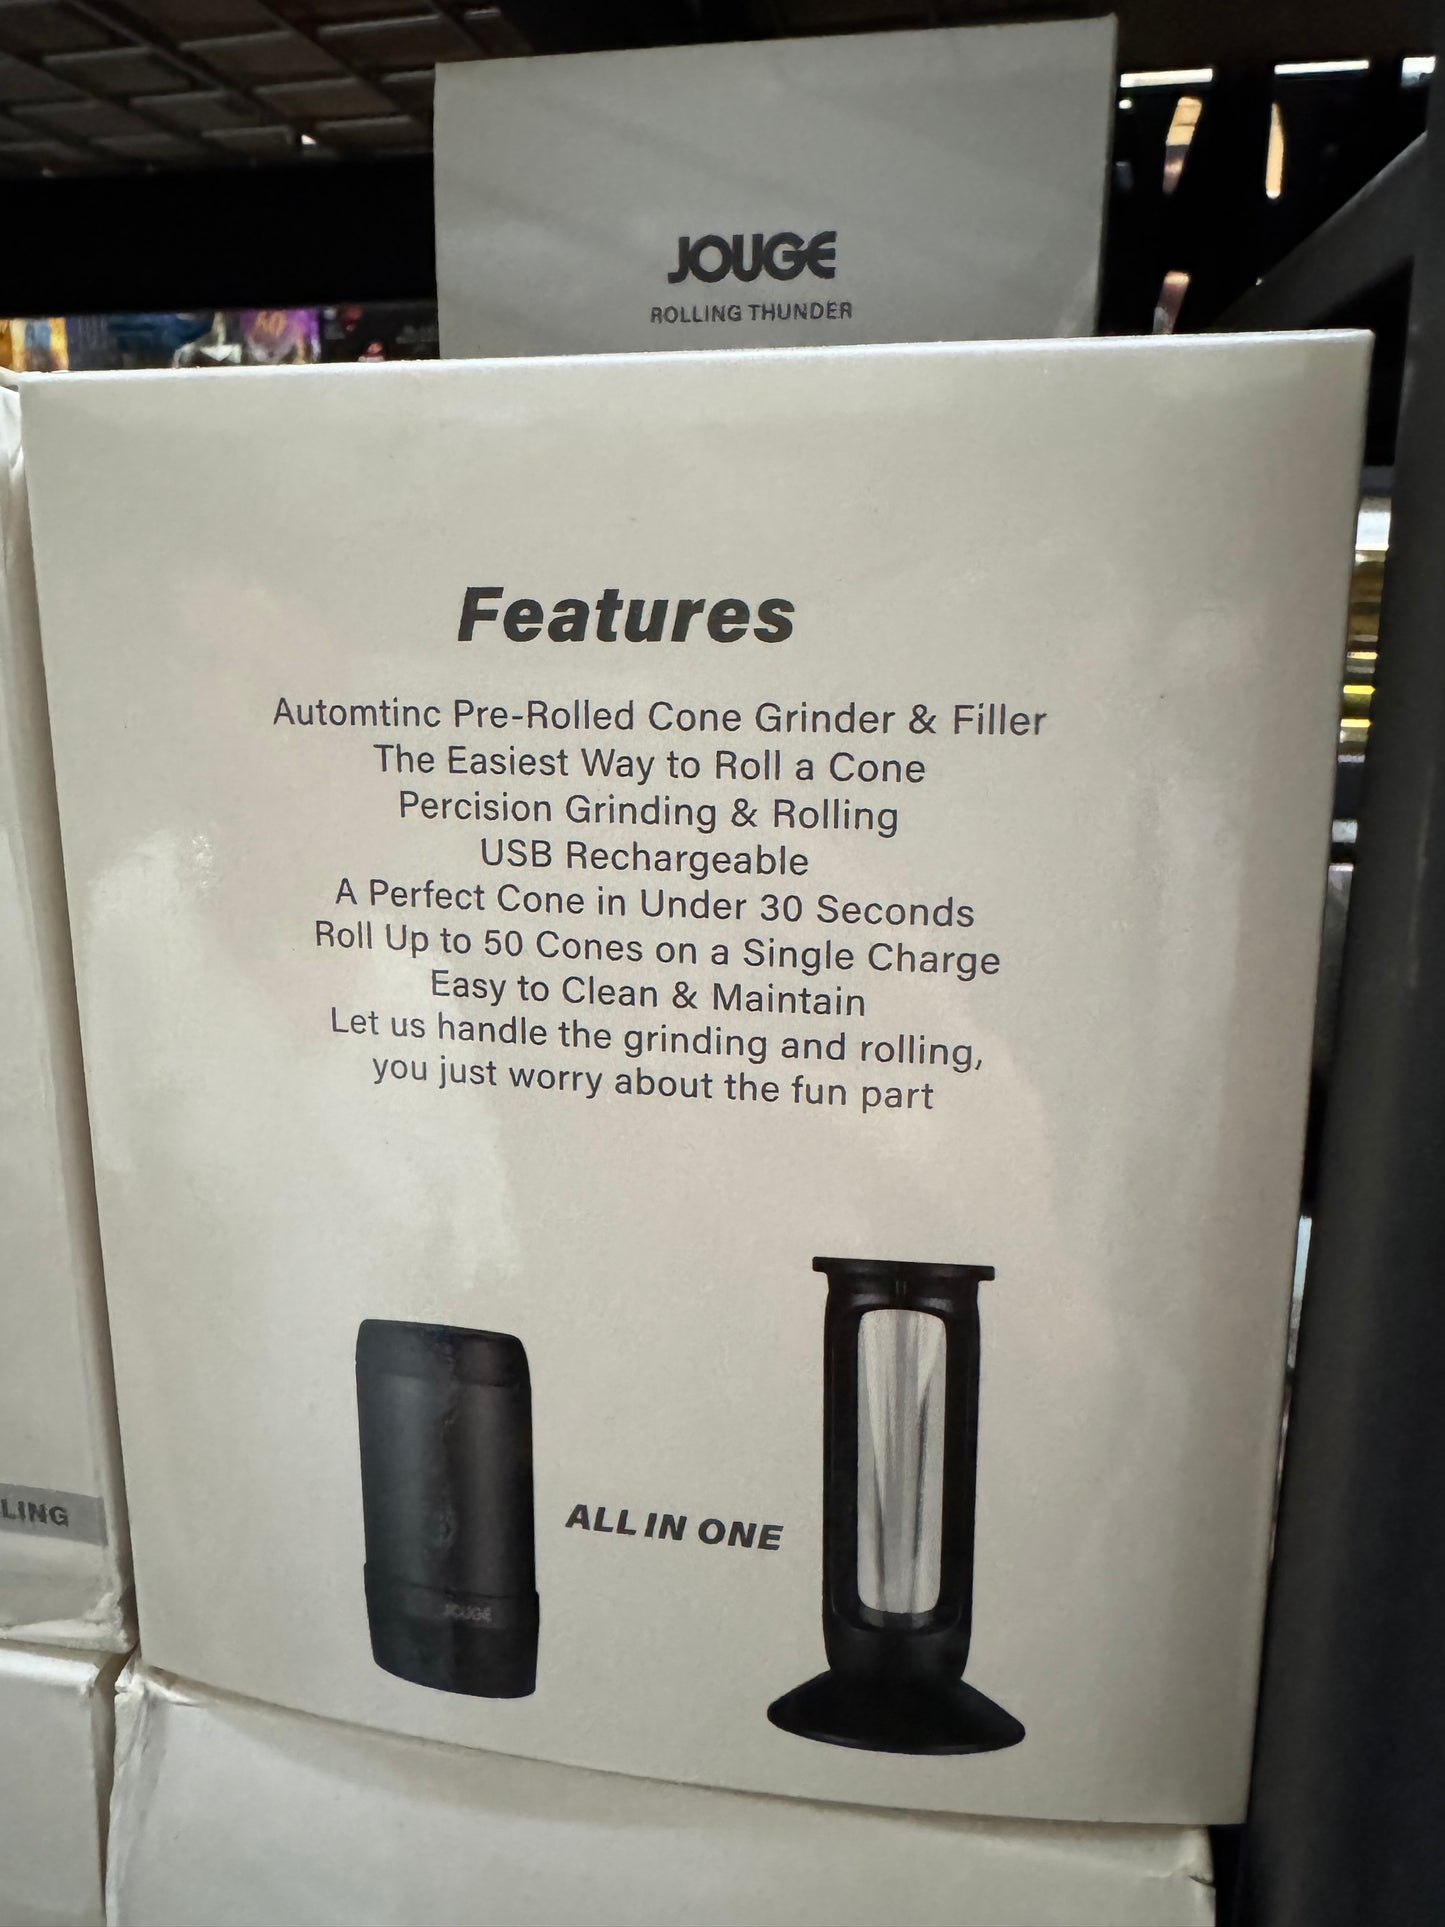 JOUGE
ROLLING THUNDER
Features
Automtinc Pre-Rolled Cone Grinder & Filler
The Easiest Way to Roll a Cone
Percision Grinding & Rolling
USB Rechargeable
A Perfect Cone in Under 30 Seconds
Roll Up to 50 Cones on a Single Charge
Easy to Clean & Maintain
Let us handle the grinding and rolling,
you just worry about the fun part
ALL IN ONE
LING
JOUGE